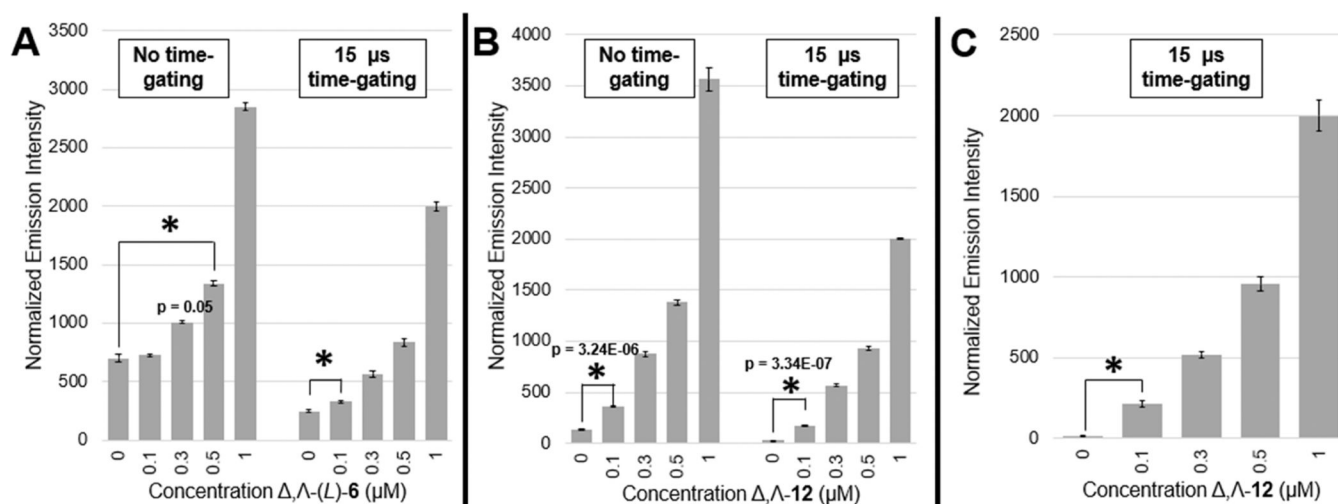 A
Normalized Emission Intensity
3500
3000
2500
2000
1500
1000
500
0
No time-
gating
15 μs
time-gating
*
p = 0.05
*
0 0.1 0.3 0.5 1 0 0.1 0.3 0.5 1
Concentration Δ,Λ-(L)-6 (μM)
B
Normalized Emission Intensity
4000
3500
3000
2500
2000
1500
1000
500
0
No time-
gating
15 μs
time-gating
p = 3.24E-06
*
p = 3.34E-07
*
0 0.1 0.3 0.5 1 0 0.1 0.3 0.5 1
Concentration Δ,Λ-12 (μM)
C
Normalized Emission Intensity
2500
2000
1500
1000
500
0
15 μs
time-gating
*
0 0.1 0.3 0.5 1
Concentration Δ,Λ-12 (μM)